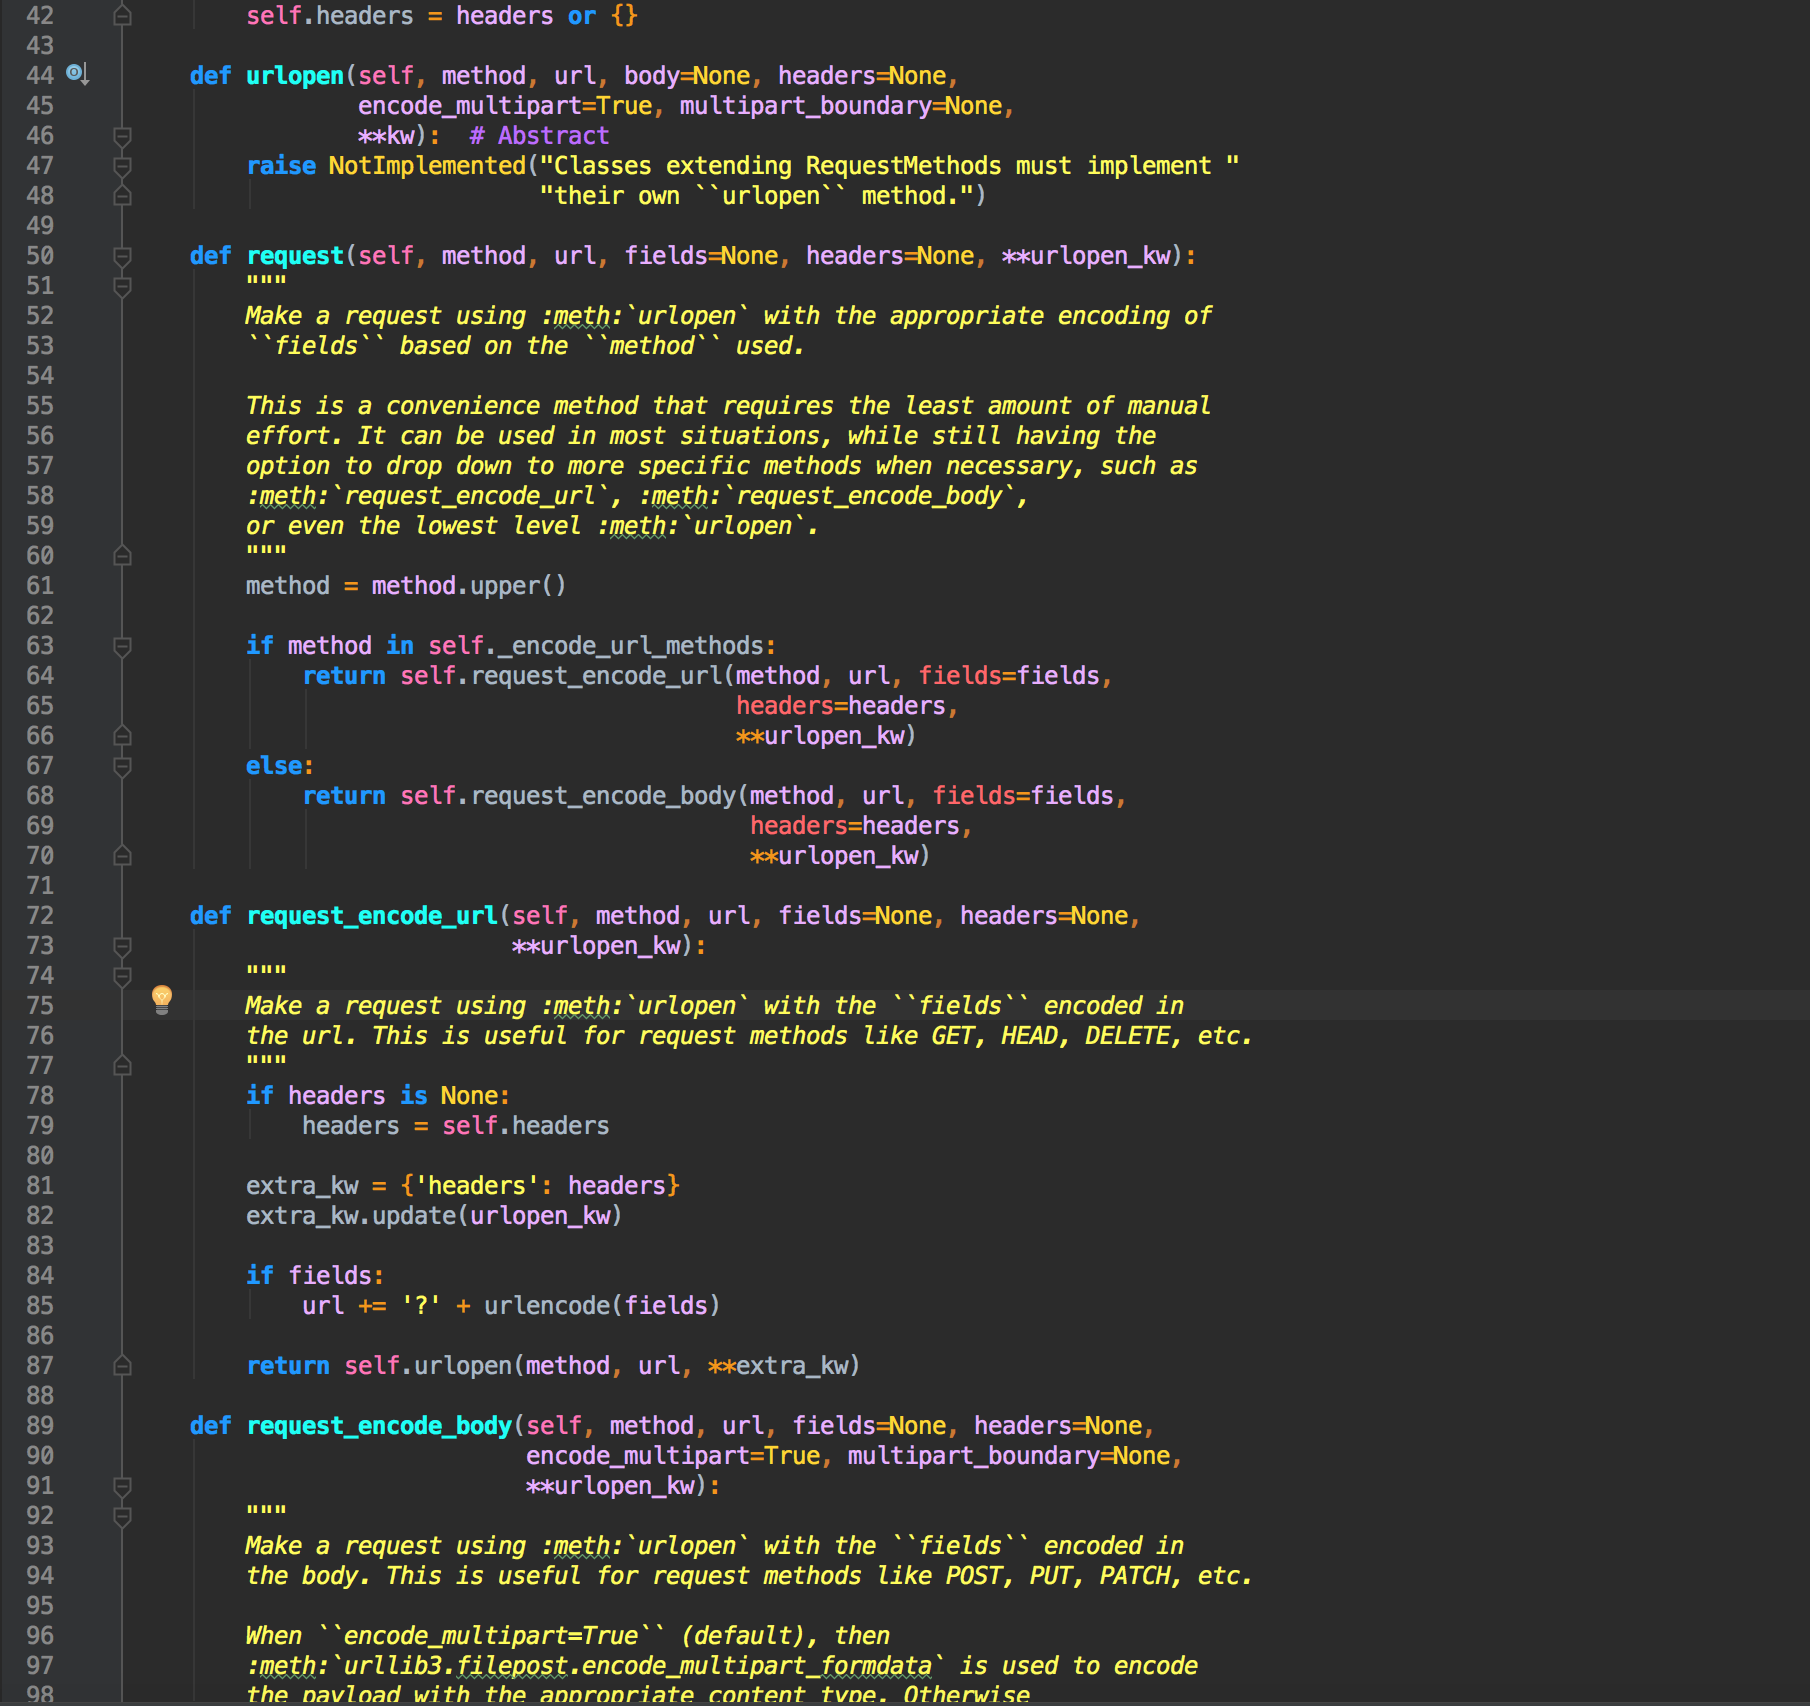 42 self.headers = headers or {}
43
44 def urlopen(self, method, url, body=None, headers=None,
45 encode_multipart=True, multipart_boundary=None,
46 **kw):  # Abstract
47 raise NotImplemented("Classes extending RequestMethods must implement "
48 "their own ``urlopen`` method.")
49
50 def request(self, method, url, fields=None, headers=None, **urlopen_kw):
51 """
52 Make a request using :meth:`urlopen` with the appropriate encoding of
53 ``fields`` based on the ``method`` used.
54
55 This is a convenience method that requires the least amount of manual
56 effort. It can be used in most situations, while still having the
57 option to drop down to more specific methods when necessary, such as
58 :meth:`request_encode_url`, :meth:`request_encode_body`,
59 or even the lowest level :meth:`urlopen`.
60 """
61 method = method.upper()
62
63 if method in self._encode_url_methods:
64 return self.request_encode_url(method, url, fields=fields,
65 headers=headers,
66 **urlopen_kw)
67 else:
68 return self.request_encode_body(method, url, fields=fields,
69 headers=headers,
70 **urlopen_kw)
71
72 def request_encode_url(self, method, url, fields=None, headers=None,
73 **urlopen_kw):
74 """
75 Make a request using :meth:`urlopen` with the ``fields`` encoded in
76 the url. This is useful for request methods like GET, HEAD, DELETE, etc.
77 """
78 if headers is None:
79 headers = self.headers
80
81 extra_kw = {'headers': headers}
82 extra_kw.update(urlopen_kw)
83
84 if fields:
85 url += '?' + urlencode(fields)
86
87 return self.urlopen(method, url, **extra_kw)
88
89 def request_encode_body(self, method, url, fields=None, headers=None,
90 encode_multipart=True, multipart_boundary=None,
91 **urlopen_kw):
92 """
93 Make a request using :meth:`urlopen` with the ``fields`` encoded in
94 the body. This is useful for request methods like POST, PUT, PATCH, etc.
95
96 When ``encode_multipart=True`` (default), then
97 :meth:`urllib3.filepost.encode_multipart_formdata` is used to encode
98 the payload with the appropriate content type. Otherwise